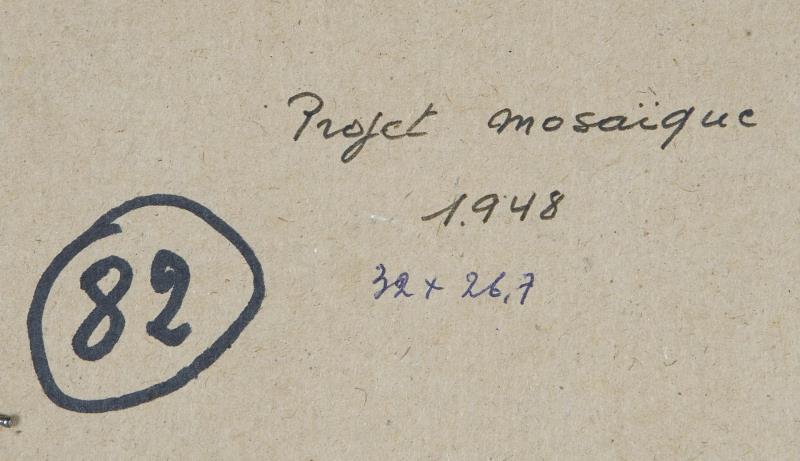 Projet mosaïque
1.948
32 x 26,7
82